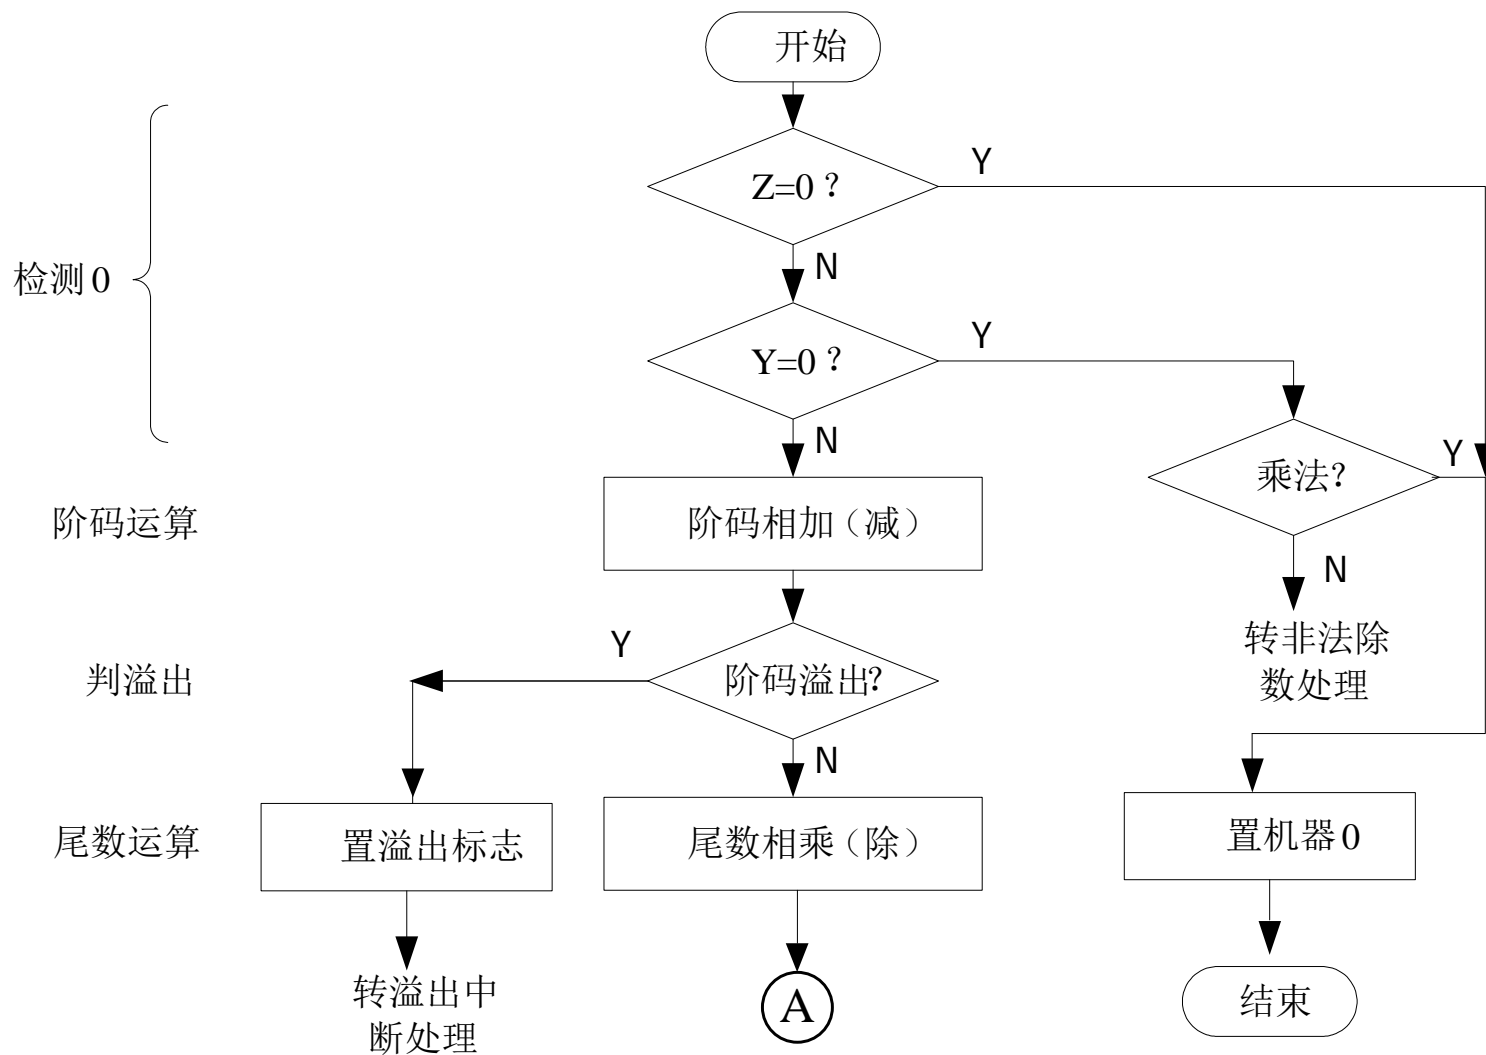 开始
Z=0？
Y
N
检测0
Y=0？
Y
N
乘法？
Y
阶码运算
阶码相加（减）
N
转非法除
数处理
判溢出
Y
阶码溢出？
N
尾数运算
置溢出标志
尾数相乘（除）
置机器0
转溢出中
断处理
A
结束